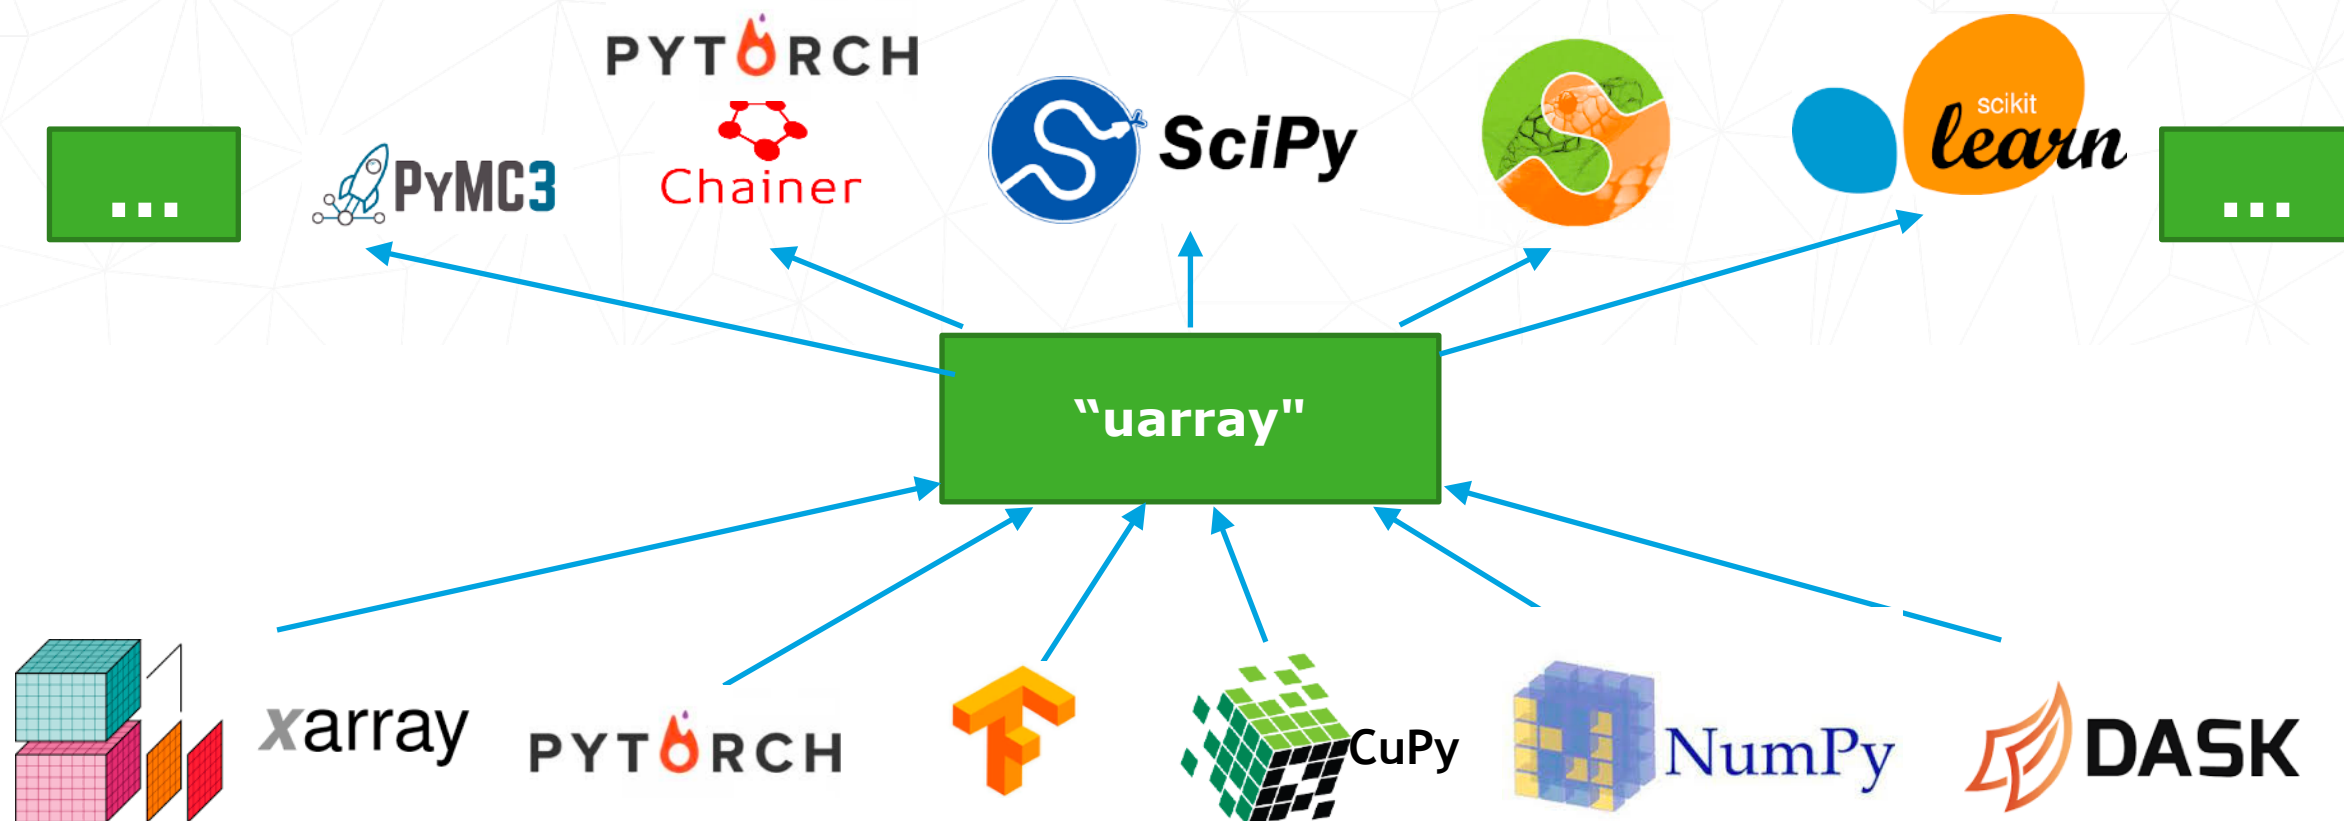 PYTORCH
...
PyMC3
Chainer
SciPy
scikit
learn
...
“uarray"
xarray
PYTORCH
CuPy
NumPy
DASK